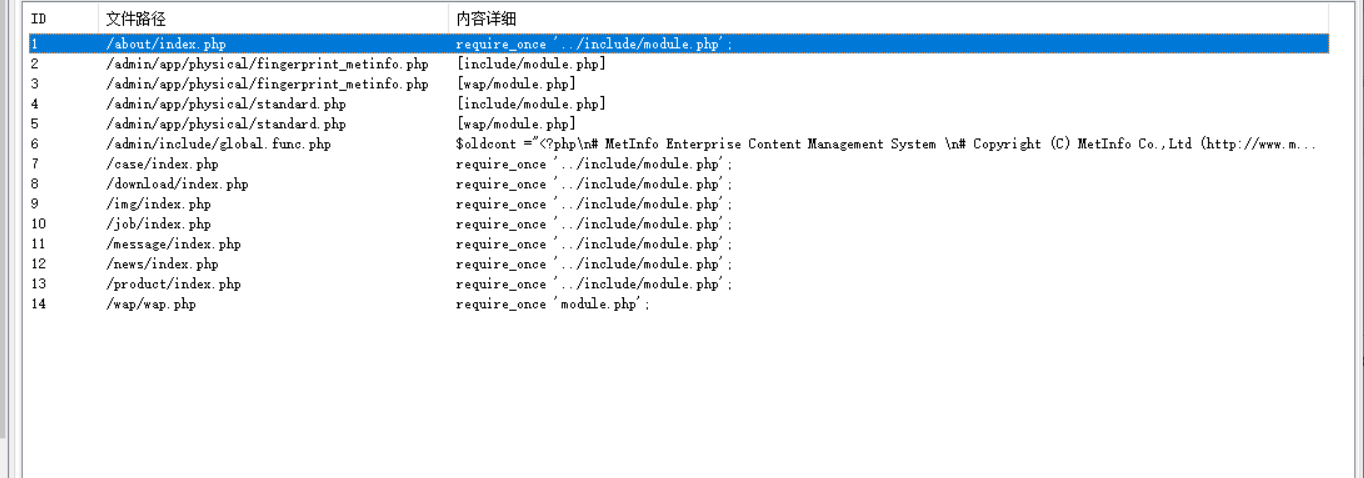 ID 文件路径 内容详细
1 /about/index.php require_once '../include/module.php';
2 /admin/app/physical/fingerprint_metinfo.php [include/module.php]
3 /admin/app/physical/fingerprint_metinfo.php [wap/module.php]
4 /admin/app/physical/standard.php [include/module.php]
5 /admin/app/physical/standard.php [wap/module.php]
6 /admin/include/global.func.php $oldcont ="<?php\n# MetInfo Enterprise Content Management System \n# Copyright (C) MetInfo Co.,Ltd (http://www.m...
7 /case/index.php require_once '../include/module.php';
8 /download/index.php require_once '../include/module.php';
9 /img/index.php require_once '../include/module.php';
10 /job/index.php require_once '../include/module.php';
11 /message/index.php require_once '../include/module.php';
12 /news/index.php require_once '../include/module.php';
13 /product/index.php require_once '../include/module.php';
14 /wap/wap.php require_once 'module.php';